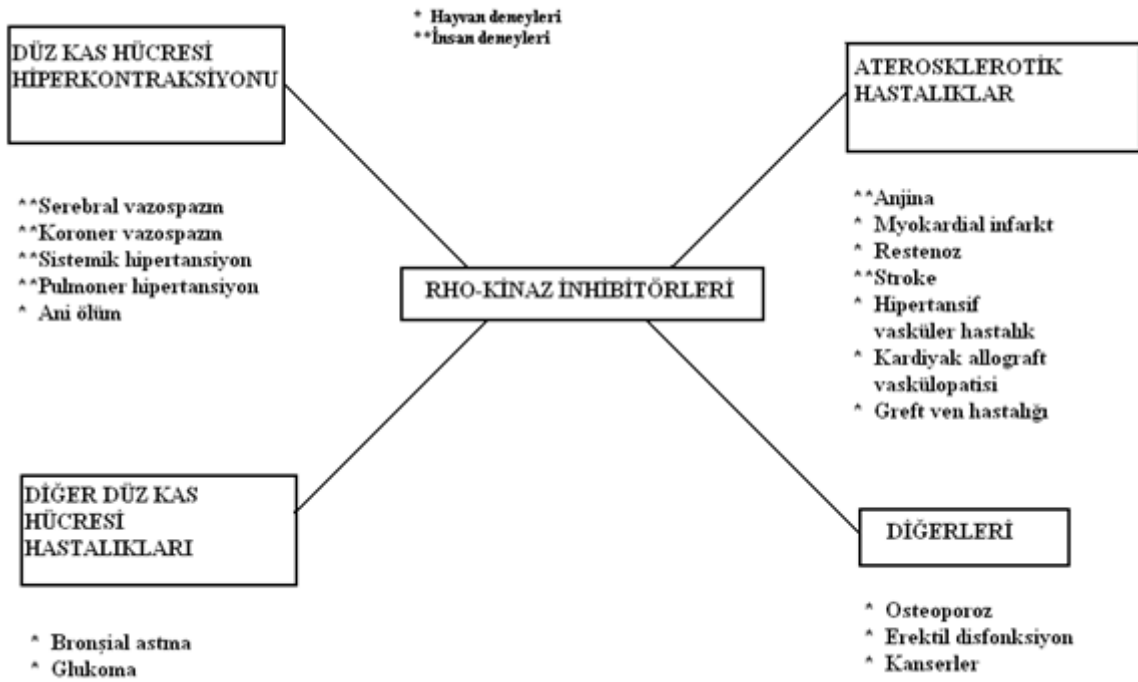 * Hayvan deneyleri
**İnsan deneyleri
DÜZ KAS HÜCRESİ
HİPERKONTRAKSİYONU
**Serebral vazospazm
**Koroner vazospazm
**Sistemik hipertansiyon
**Pulmoner hipertansiyon
* Ani ölüm
ATEROSKLEROTİK
HASTALIKLAR
**Anjina
* Myokardial infarkt
* Restenoz
**Stroke
* Hipertansif
vasküler hastalık
* Kardiyak allograft
vaskülopatisi
* Greft ven hastalığı
RHO-KİNAZ İNHİBİTÖRLERİ
DİĞER DÜZ KAS
HÜCRESİ
HASTALIKLARI
* Bronşial astma
* Glukoma
DİĞERLERİ
* Osteoporoz
* Erektil disfonksiyon
* Kanserler